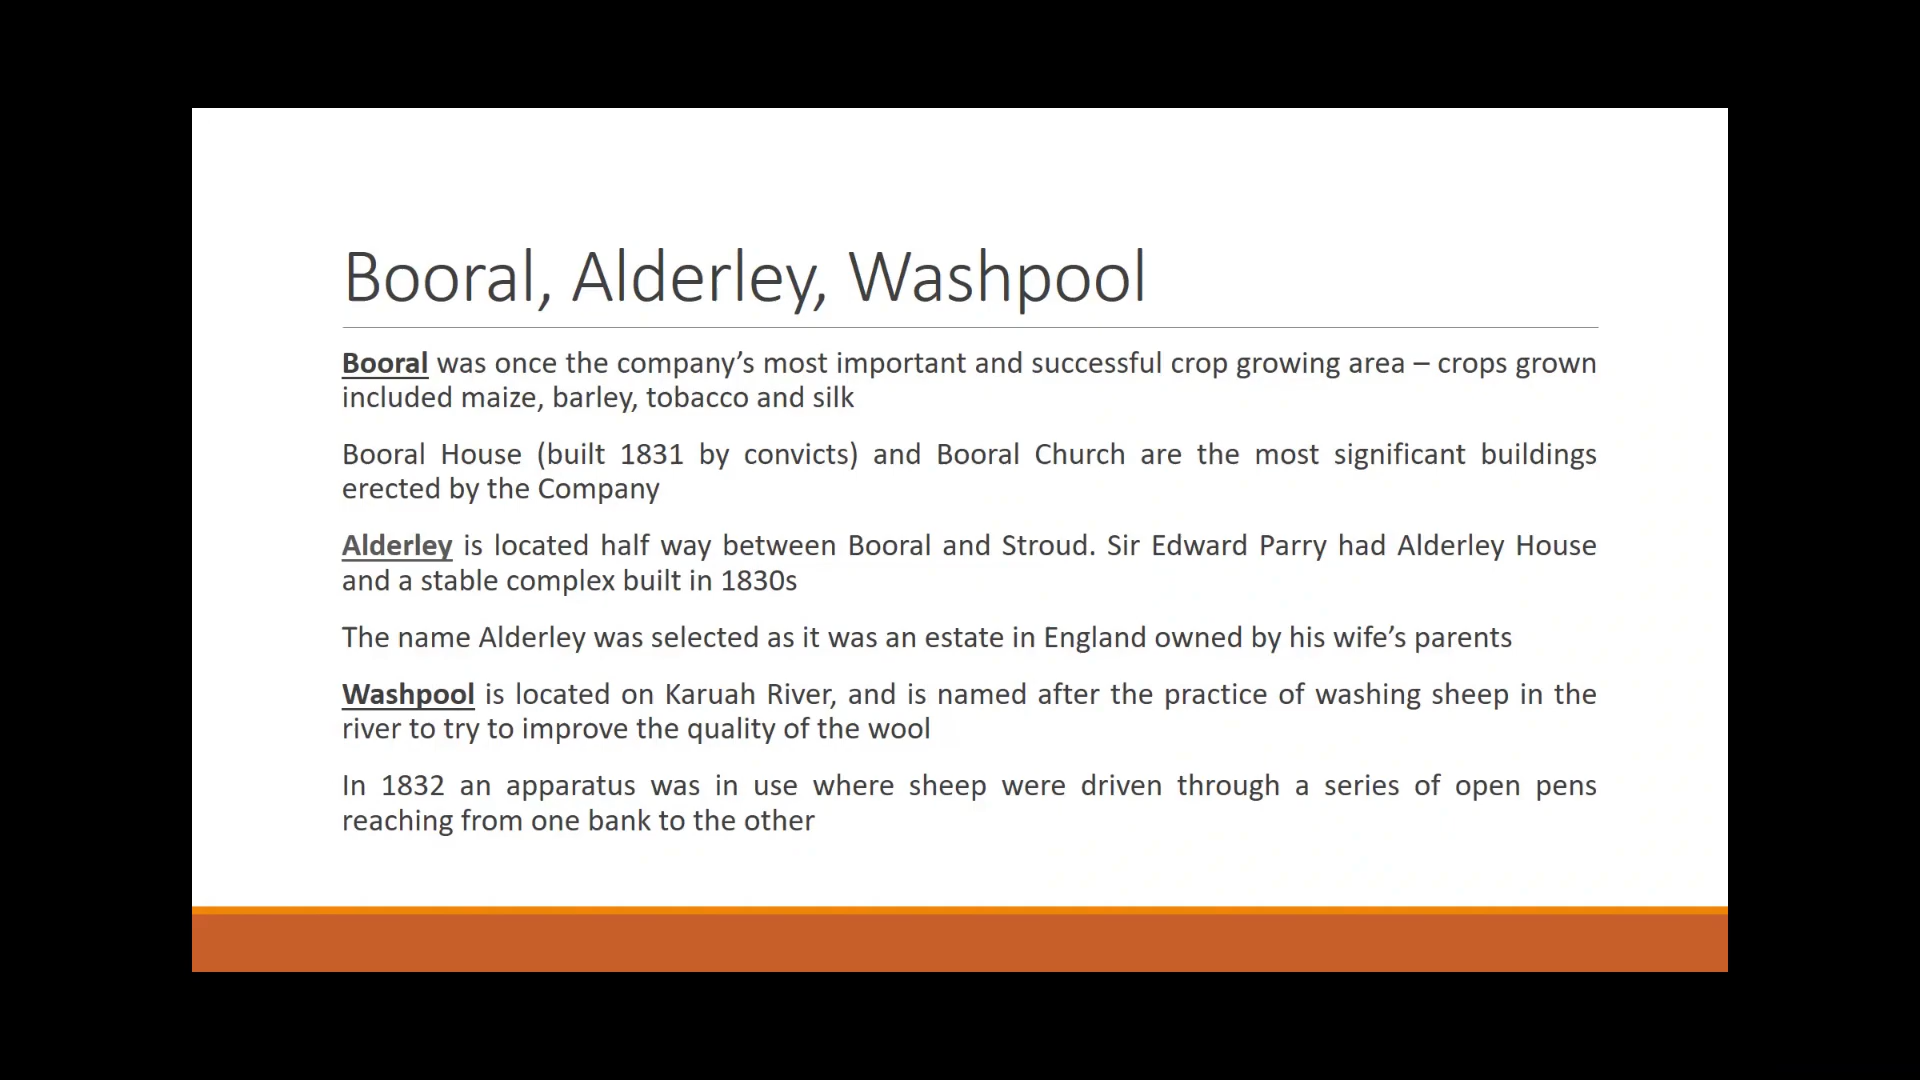 Booral, Alderley, Washpool
Booral was once the company’s most important and successful crop growing area – crops grown
included maize, barley, tobacco and silk
Booral House (built 1831 by convicts) and Booral Church are the most significant buildings
erected by the Company
Alderley is located half way between Booral and Stroud. Sir Edward Parry had Alderley House
and a stable complex built in 1830s
The name Alderley was selected as it was an estate in England owned by his wife’s parents
Washpool is located on Karuah River, and is named after the practice of washing sheep in the
river to try to improve the quality of the wool
In 1832 an apparatus was in use where sheep were driven through a series of open pens
reaching from one bank to the other